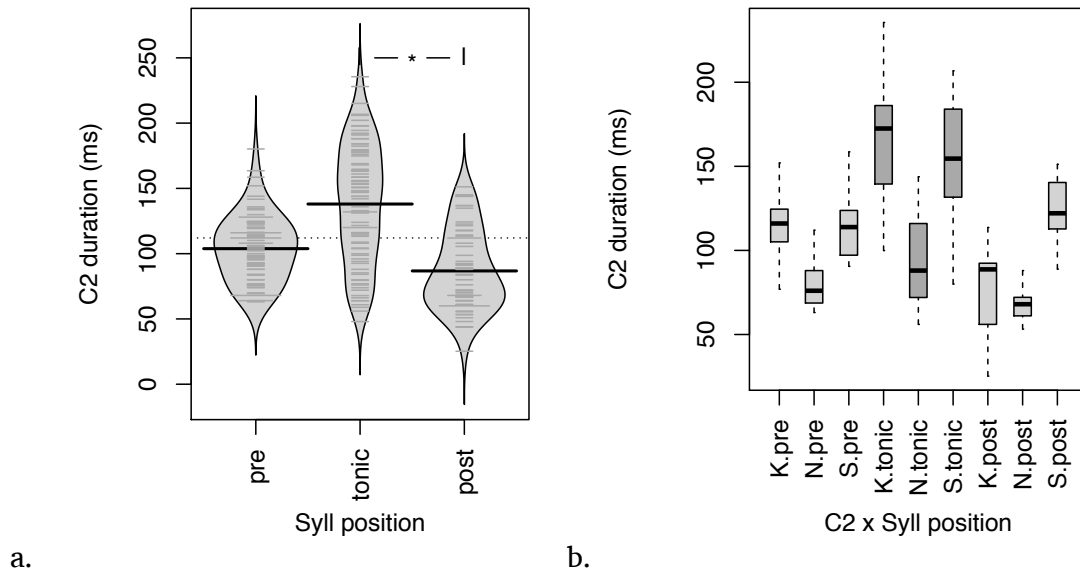 C2 duration (ms)
0
50
100
150
200
250
*
pre
tonic
post
Syll position
a.
C2 duration (ms)
50
100
150
200
K.pre
N.pre
S.pre
K.tonic
N.tonic
S.tonic
K.post
N.post
S.post
C2 x Syll position
b.